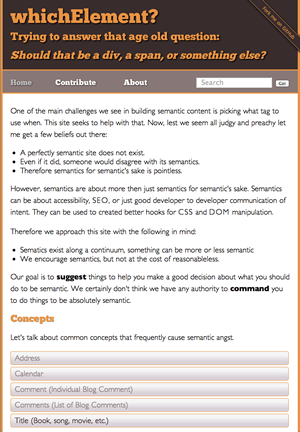 whichElement?
Fork me on GitHub
Trying to answer that age old question:
Should that be a div, a span, or something else?
Home Contribute About Search Go!
One of the main challenges we see in building semantic content is picking what tag to
use when. This site seeks to help with that. Now, lest we seem all judgy and preachy let
me get a few beliefs out there:
• A perfectly semantic site does not exist.
• Even if it did, someone would disagree with its semantics.
• Therefore semantics for semantic's sake is pointless.
However, semantics are about more then just semantics for semantic's sake. Semantics
can be about accessibility, SEO, or just good developer to developer communication of
intent. They can be used to created better hooks for CSS and DOM manipulation.
Therefore we approach this site with the following in mind:
• Sematics exist along a continuum, something can be more or less semantic
• We encourage semantics, but not at the cost of reasonableless.
Our goal is to suggest things to help you make a good decision about what you should
do to be semantic. We certainly don't think we have any authority to command you
to do things to be absolutely semantic.
Concepts
Let's talk about common concepts that frequently cause semantic angst.
Address
Calendar
Comment (Individual Blog Comment)
Comments (List of Blog Comments)
Title (Book, song, movie, etc.)